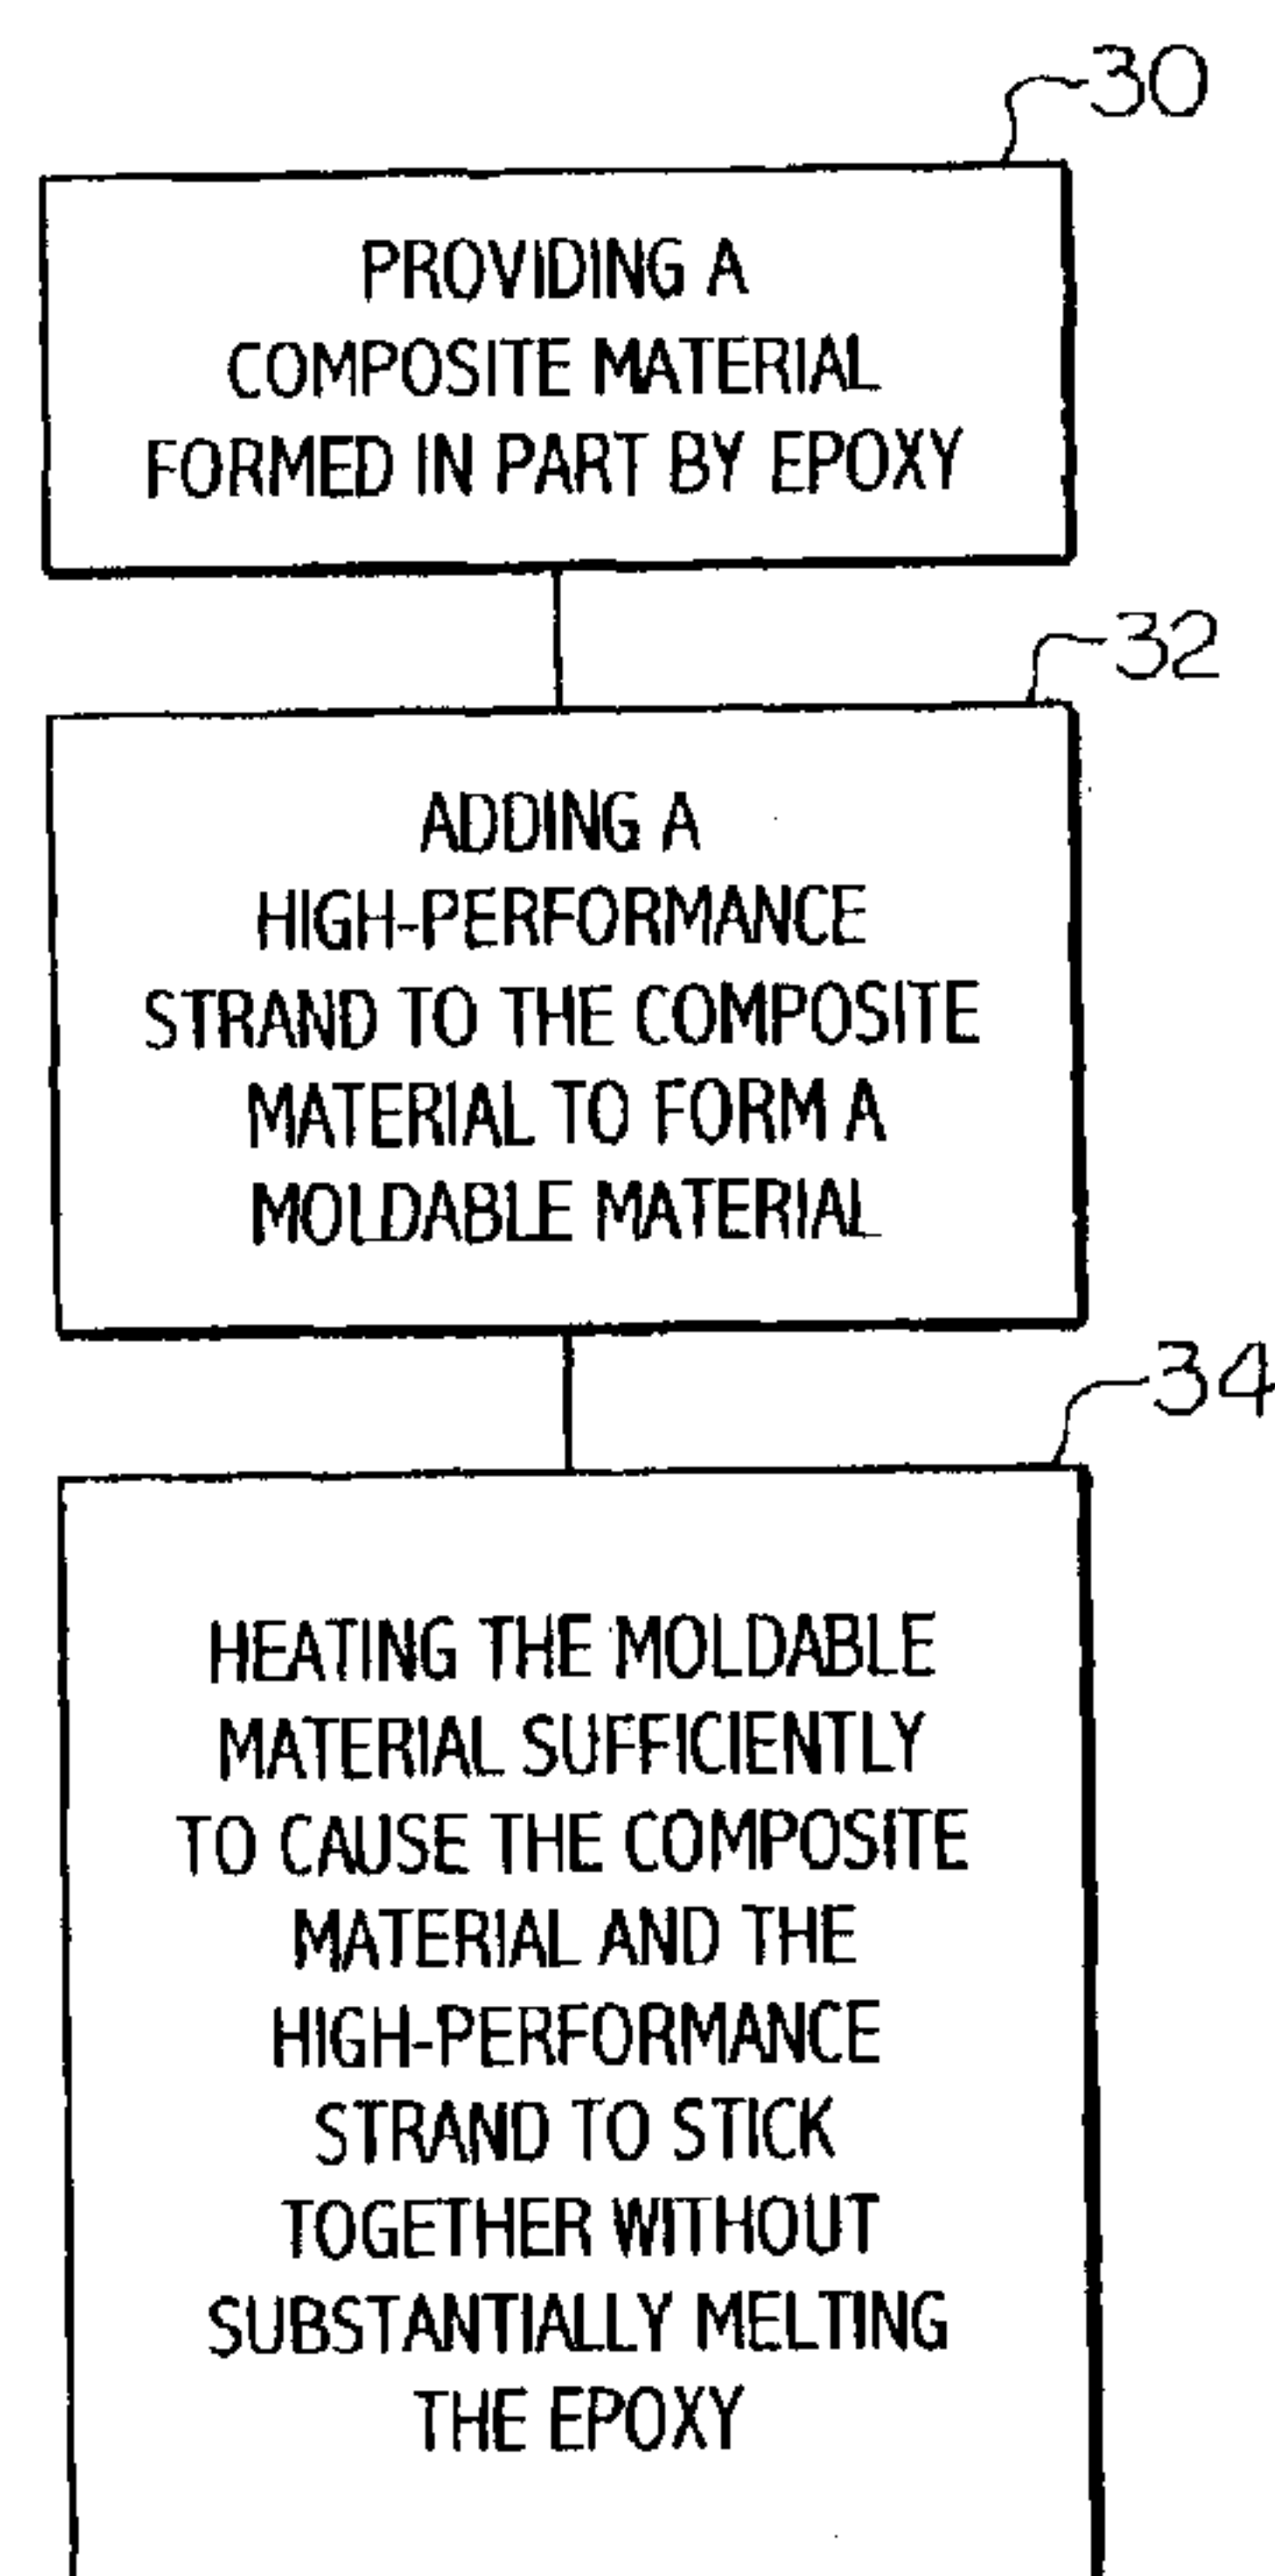 30
PROVIDING A
COMPOSITE MATERIAL
FORMED IN PART BY EPOXY
32
ADDING A
HIGH-PERFORMANCE
STRAND TO THE COMPOSITE
MATERIAL TO FORM A
MOLDABLE MATERIAL
34
HEATING THE MOLDABLE
MATERIAL SUFFICIENTLY
TO CAUSE THE COMPOSITE
MATERIAL AND THE
HIGH-PERFORMANCE
STRAND TO STICK
TOGETHER WITHOUT
SUBSTANTIALLY MELTING
THE EPOXY